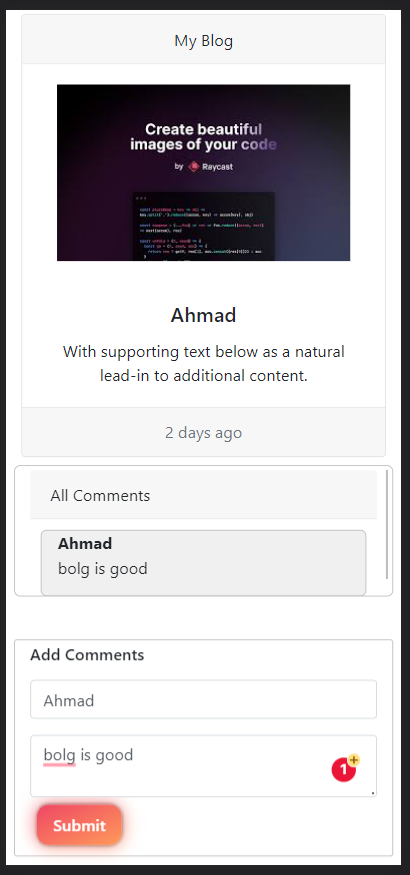 My Blog
Create beautiful
images of your code
by Raycast
Ahmad
With supporting text below as a natural
lead-in to additional content.
2 days ago
All Comments
Ahmad
bolg is good
Add Comments
Ahmad
bolg is good
1
Submit